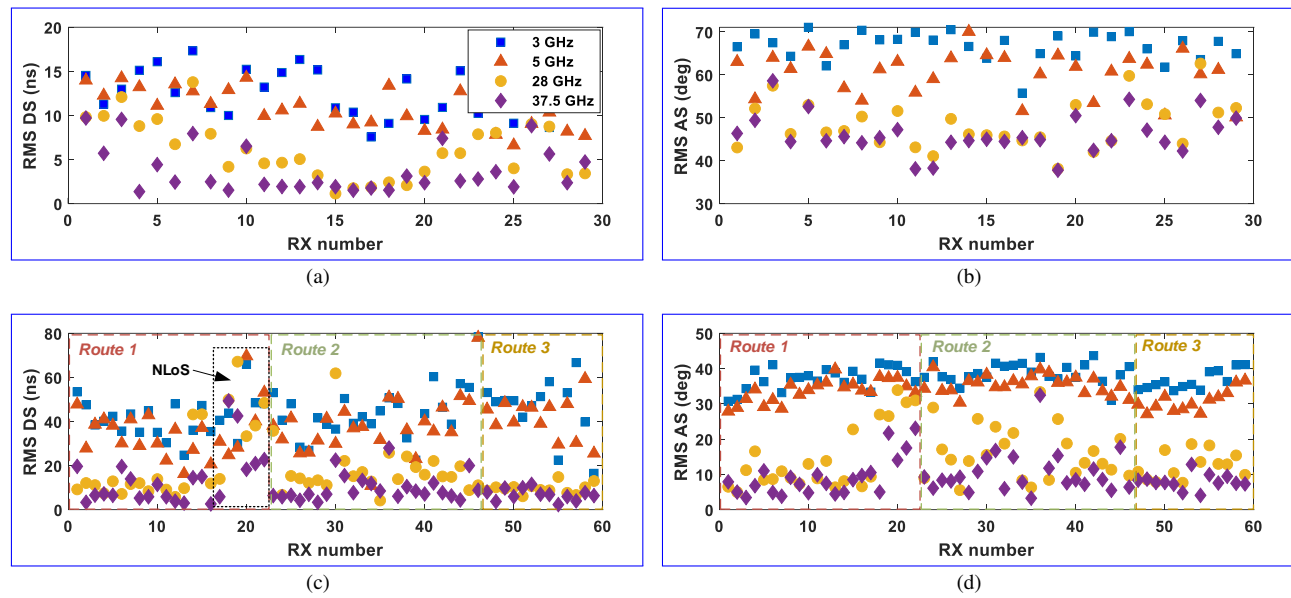 20
15
10
5
0
RMS DS (ns)
3 GHz
5 GHz
28 GHz
37.5 GHz
0 5 10 15 20 25 30
RX number
(a)
70
60
50
40
30
RMS AS (deg)
0 5 10 15 20 25 30
RX number
(b)
80
60
40
20
0
RMS DS (ns)
Route 1
Route 2
Route 3
NLoS
0 10 20 30 40 50 60
RX number
(c)
50
40
30
20
10
0
RMS AS (deg)
Route 1
Route 2
Route 3
0 10 20 30 40 50 60
RX number
(d)